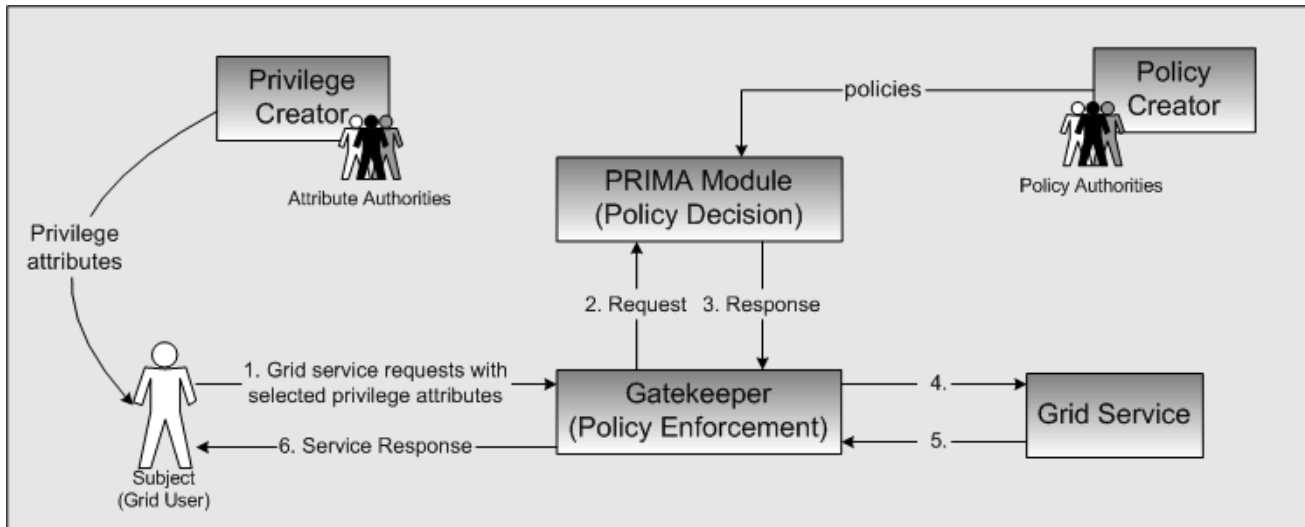 Privilege
Creator
Attribute Authorities
policies
Policy
Creator
Policy Authorities
PRIMA Module
(Policy Decision)
Privilege
attributes
2. Request
3. Response
1. Grid service requests with
selected privilege attributes
Gatekeeper
(Policy Enforcement)
4.
Grid Service
5.
6. Service Response
Subject
(Grid User)